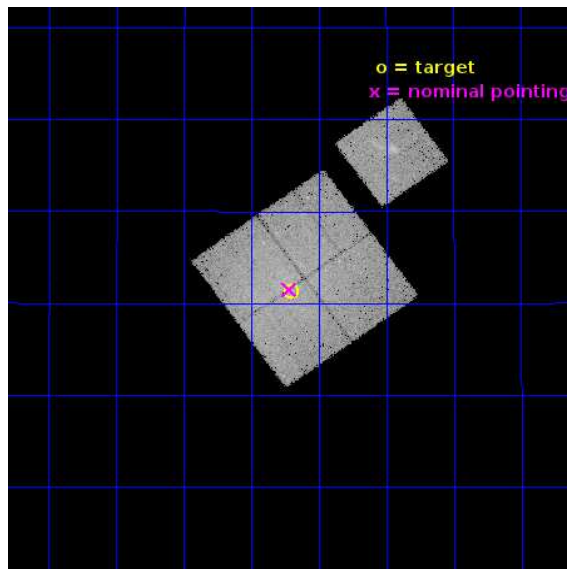 o = target
x = nominal pointing